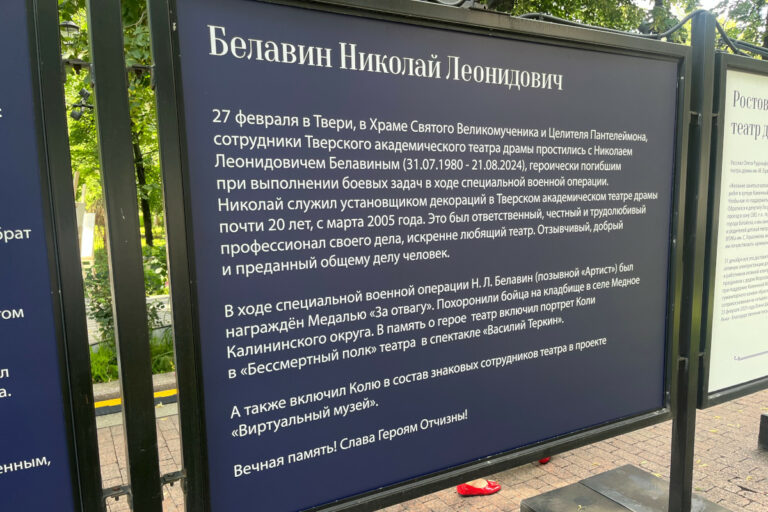 Белавин Николай Леонидович
27 февраля в Твери, в Храме Святого Великомученика и Целителя Пантелеймона,
сотрудники Тверского академического театра драмы простились с Николаем
Леонидовичем Белавиным (31.07.1980 - 21.08.2024), героически погибшим
при выполнении боевых задач в ходе специальной военной операции.
Николай служил установщиком декораций в Тверском академическом театре драмы
почти 20 лет, с марта 2005 года. Это был ответственный, честный и трудолюбивый
профессионал своего дела, искренне любящий театр. Отзывчивый, добрый
и преданный общему делу человек.
В ходе специальной военной операции Н. Л. Белавин (позывной «Артист») был
награждён Медалью «За отвагу». Похоронили бойца на кладбище в селе Медное
Калининского округа. В память о герое театр включил портрет Коли
в «Бессмертный полк» театра в спектакле «Василий Теркин».
А также включил Колю в состав знаковых сотрудников театра в проекте
«Виртуальный музей».
Вечная память! Слава Героям Отчизны!
брат
Ростов
театр д